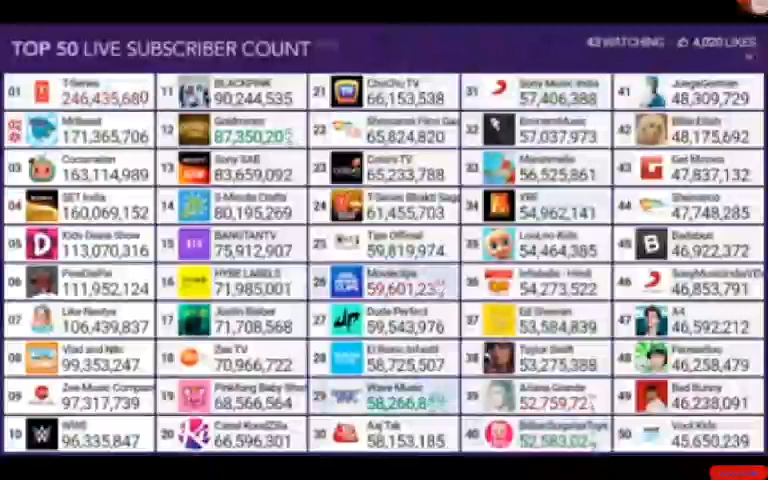 TOP 50 LIVE SUBSCRIBER COUNT
43 WATCHING 4,020 LIKES
01 T-Series 246,435,680
02 MrBeast 171,365,706
03 Cocomelon 163,114,989
04 SET India 160,069,152
05 Kids Diana Show 113,070,316
06 PewDiePie 111,952,124
07 Like Nastya 106,439,837
08 Vlad and Niki 99,353,247
09 Zee Music Compan 97,317,739
10 WWE 96,335,847
11 BLACKPINK 90,244,535
12 Goldmines 87,350,20
13 Sony SAB 83,659,092
14 5-Minute Crafts 80,195,269
15 BANGTANTV 75,912,907
16 HYBE LABELS 71,985,001
17 Justin Bieber 71,708,568
18 Zee TV 70,966,722
19 Pinkfong Baby Shar 68,566,564
20 Canal KondZilla 66,596,301
21 ChuChu TV 66,153,538
22 Shemaroo Filmi Gaa 65,824,820
23 Colors TV 65,233,788
24 T-Series Bhakti Saga 61,455,703
25 Tips Official 59,819,974
26 Movieclips 59,601,23
27 Dude Perfect 59,543,976
28 El Reino Infantil 58,725,507
29 Wave Music 58,266,8
30 Aaj Tak 58,153,185
31 Sony Music India 57,406,388
32 EminemMusic 57,037,973
33 Marshmello 56,525,861
34 YRF 54,962,141
35 LooLoo Kids 54,464,385
36 Infobells - Hindi 54,273,522
37 Ed Sheeran 53,584,839
38 Taylor Swift 53,275,388
39 Ariana Grande 52,759,72
40 BillionSurpriseToys 52,583,02
41 JuegaGerman 48,309,729
42 Billie Eilish 48,175,692
43 Get Movies 47,837,132
44 Shemaroo 47,748,285
45 Badabun 46,922,372
46 SonyMusicIndiaVE 46,853,791
47 A4 46,592,212
48 Fernanfloo 46,258,479
49 Bad Bunny 46,238,091
50 Voot Kids 45,650,239